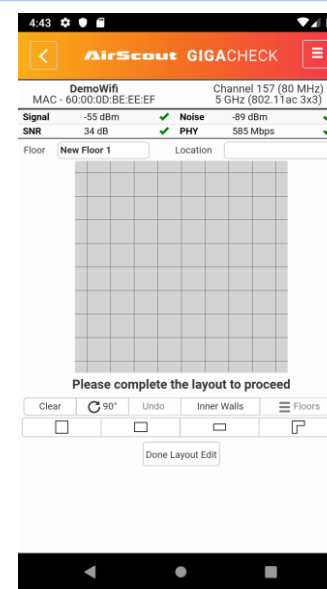 4:43
AirScout GIGACHECK
DemoWifi Channel 157 (80 MHz)
MAC - 60:00:0D:BE:EE:EF 5 GHz (802.11ac 3x3)
Signal -55 dBm Noise -89 dBm
SNR 34 dB PHY 585 Mbps
Floor New Floor 1 Location
Please complete the layout to proceed
Clear 90° Undo Inner Walls Floors
Done Layout Edit